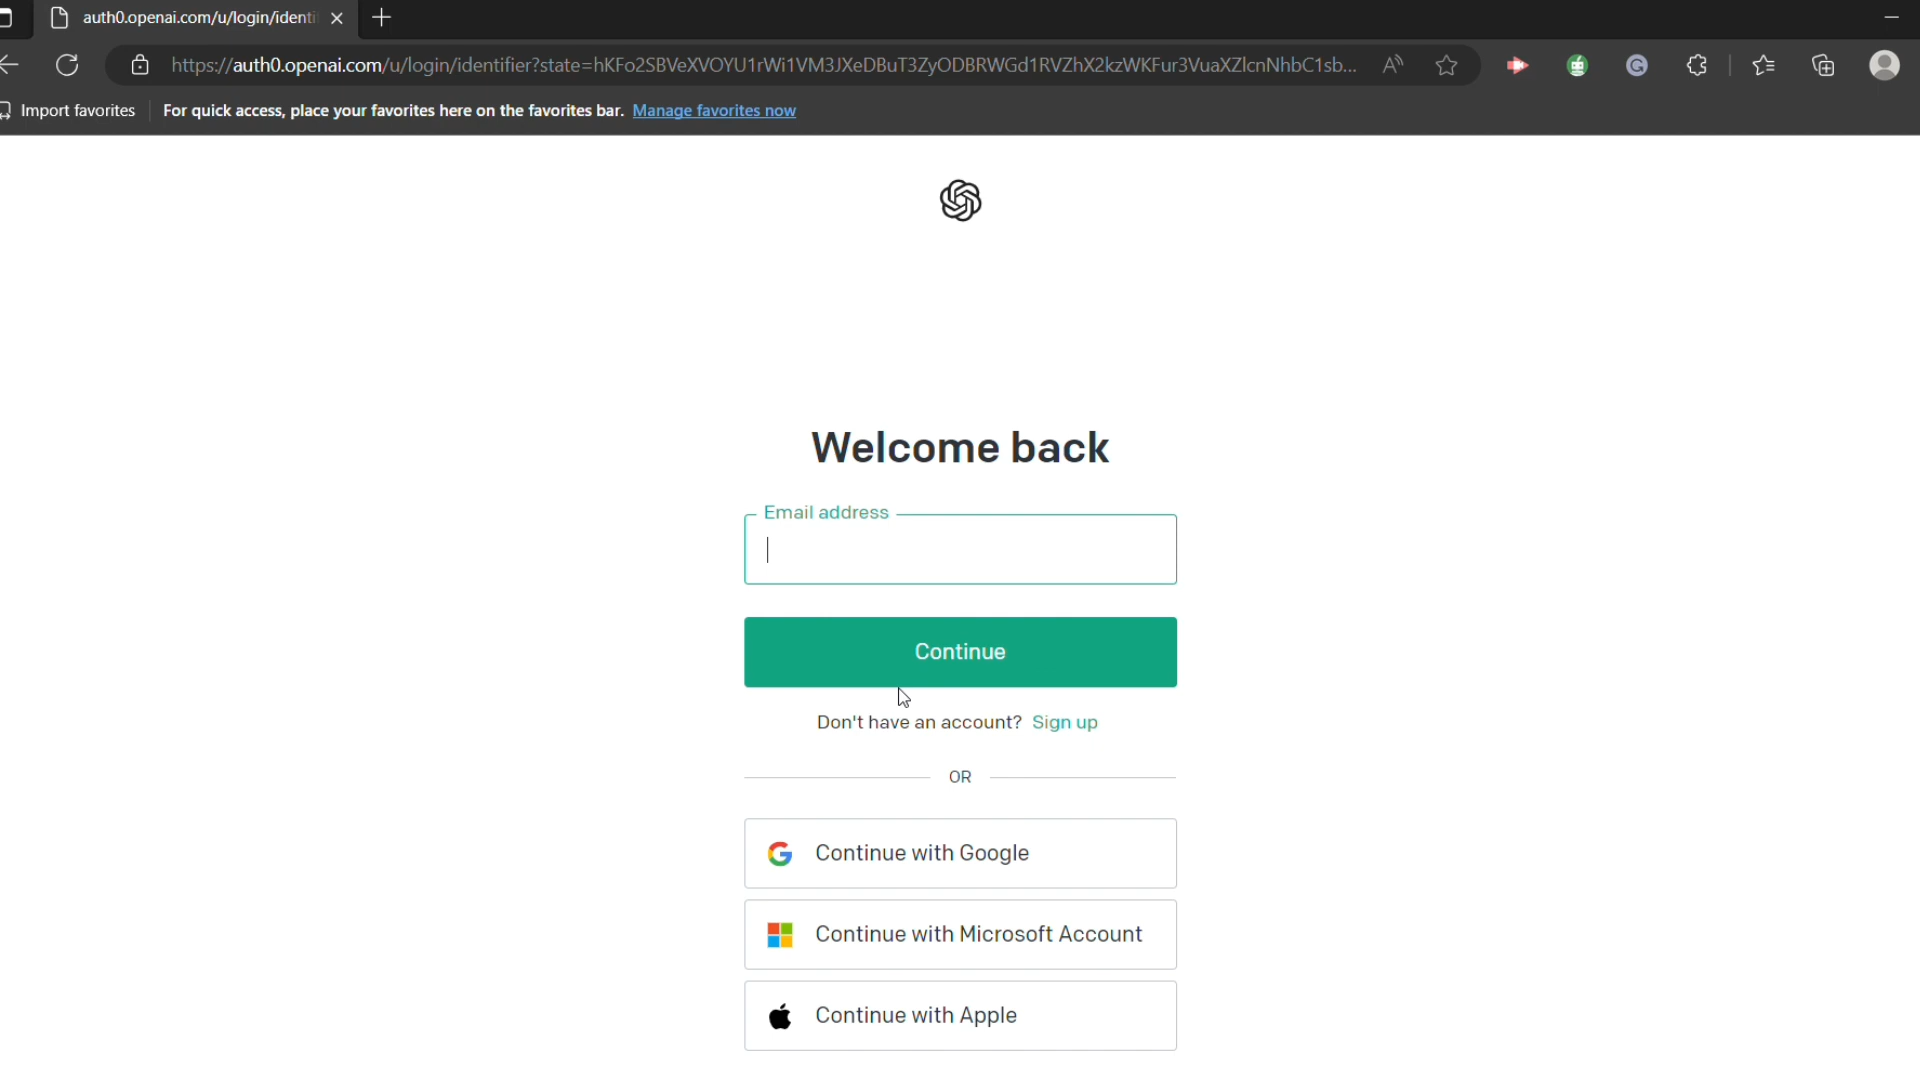 auth0.openai.com/u/login/identi
https://auth0.openai.com/u/login/identifier?state=hKFo2SBVeXVOYU1rWi1VM3JXeDBuT3ZyODBRWGd1RVZhX2kzWKFur3VuaXZlcnNhbC1sb...
Import favorites For quick access, place your favorites here on the favorites bar. Manage favorites now
Welcome back
Email address
Continue
Don't have an account? Sign up
OR
Continue with Google
Continue with Microsoft Account
Continue with Apple